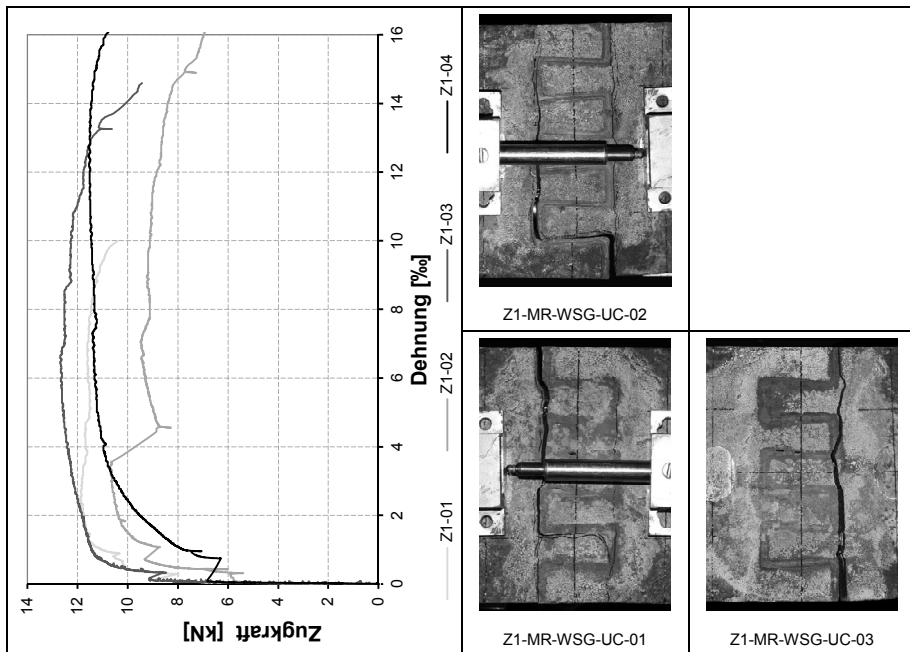 Zugkraft [kN]
14
12
10
8
6
4
2
0
0
2
4
6
8
10
12
14
16
Dehnung [‰]
Z1-01
Z1-02
Z1-03
Z1-04
Z1-MR-WSG-UC-02
Z1-MR-WSG-UC-01
Z1-MR-WSG-UC-03